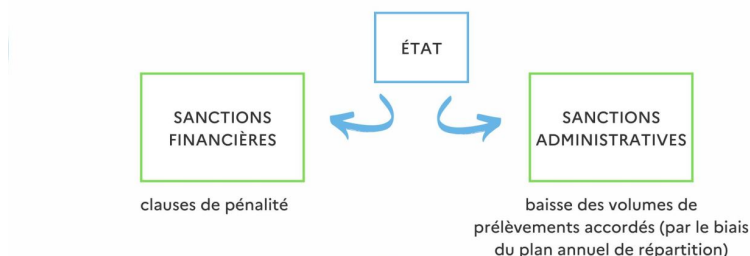 ÉTAT
SANCTIONS
FINANCIÈRES
clauses de pénalité
SANCTIONS
ADMINISTRATIVES
baisse des volumes de
prélèvements accordés (par le biais
du plan annuel de répartition)